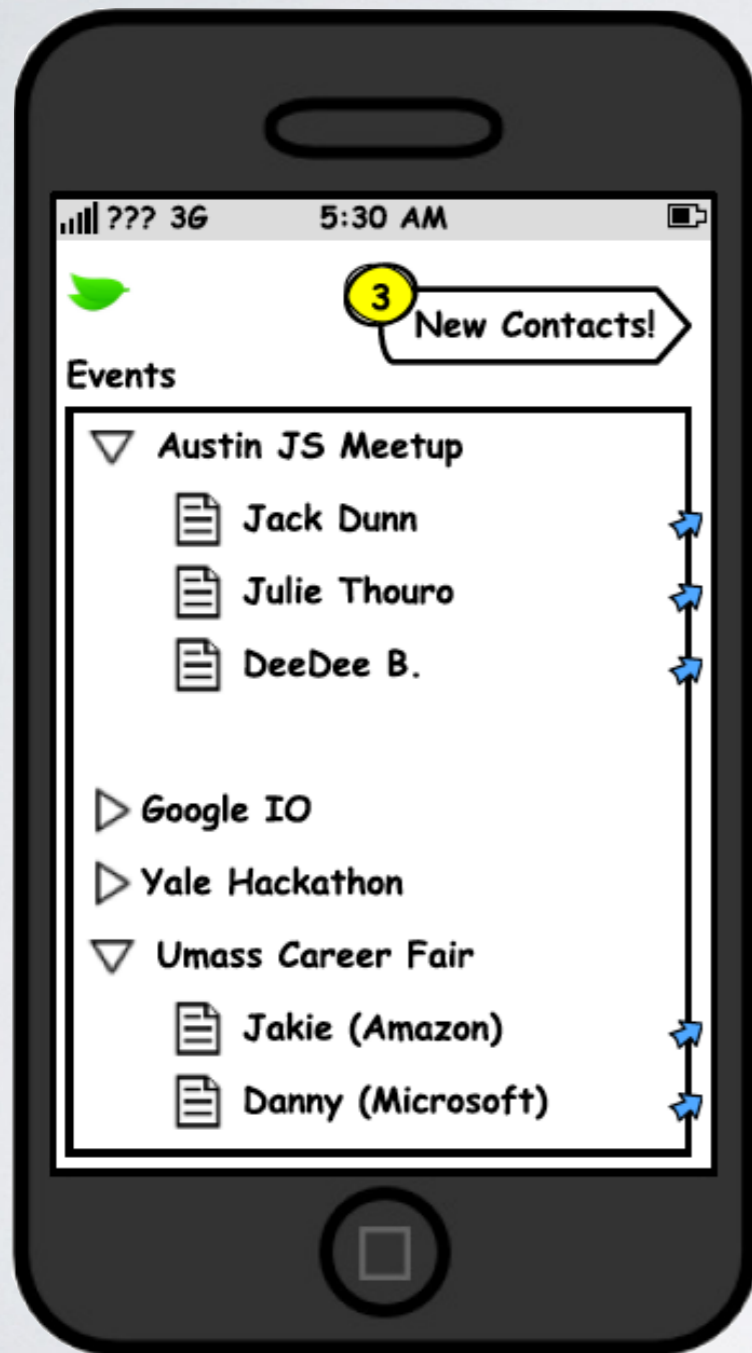 ??? 3G 5:30 AM
3
New Contacts!
Events
Austin JS Meetup
Jack Dunn
Julie Thouro
DeeDee B.
Google IO
Yale Hackathon
Umass Career Fair
Jakie (Amazon)
Danny (Microsoft)